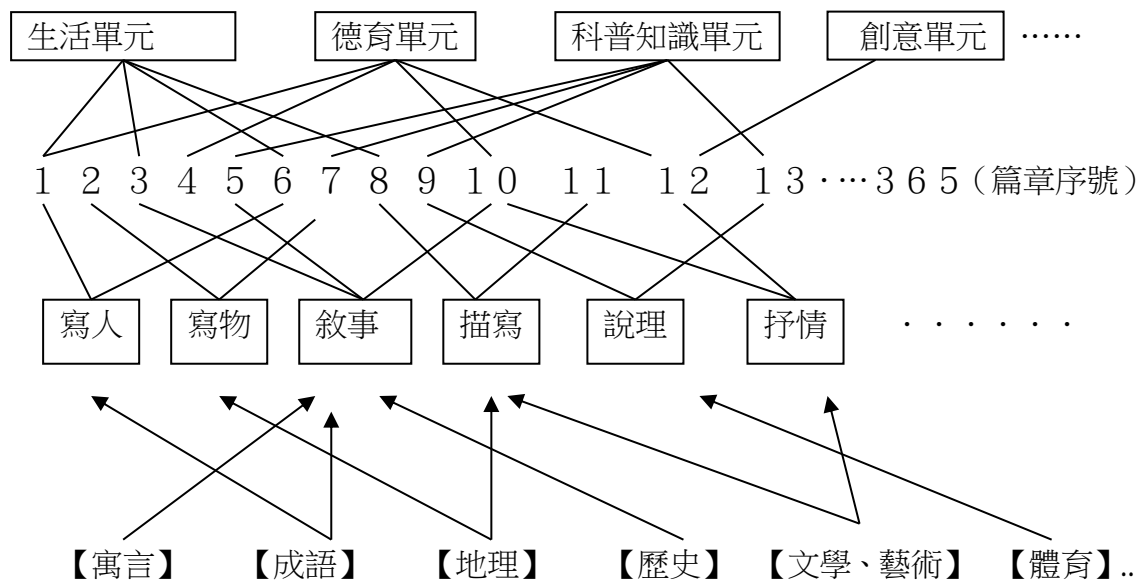 生活單元 德育單元 科普知識單元 創意單元 ……
１ ２ ３ ４ ５ ６ ７ ８ ９ １０ １１ １２ １３‧…３６５（篇章序號）
寫人 寫物 敘事 描寫 說理 抒情 ．．．．．．
【寓言】 【成語】 【地理】 【歷史】 【文學、藝術】 【體育】..